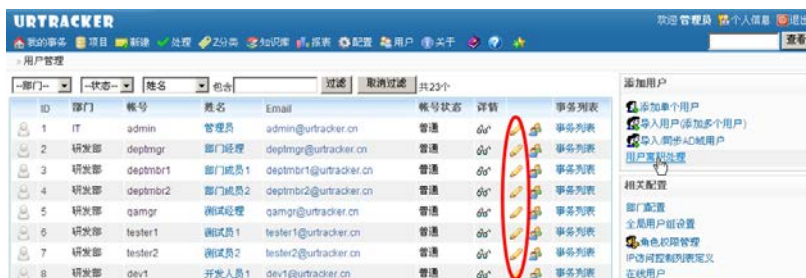 URTRACKER
欢迎 管理员 个人信息 退出
我的事务 项目 新建 处理 Z分类 知识库 报表 配置 用户 关于
查看
» 用户管理
--部门-- --状态-- 姓名 包含 过滤 取消过滤 共23个
ID 部门 帐号 姓名 Email 帐号状态 详情 事务列表
1 IT admin 管理员 admin@urtracker.cn 普通 事务列表
2 研发部 deptmgr 部门经理 deptmgr@urtracker.cn 普通 事务列表
3 研发部 deptmbr1 部门成员1 deptmbr1@urtracker.cn 普通 事务列表
4 研发部 deptmbr2 部门成员2 deptmbr2@urtracker.cn 普通 事务列表
5 研发部 qamgr 测试经理 qamgr@urtracker.cn 普通 事务列表
6 研发部 tester1 测试员1 tester1@urtracker.cn 普通 事务列表
7 研发部 tester2 测试员2 tester2@urtracker.cn 普通 事务列表
8 研发部 dev1 开发人员1 dev1@urtracker.cn 普通 事务列表
添加用户
添加单个用户
导入用户(添加多个用户)
导入/同步AD域用户
用户离职处理
相关配置
部门配置
全局用户组设置
角色权限管理
IP访问控制列表定义
在线用户